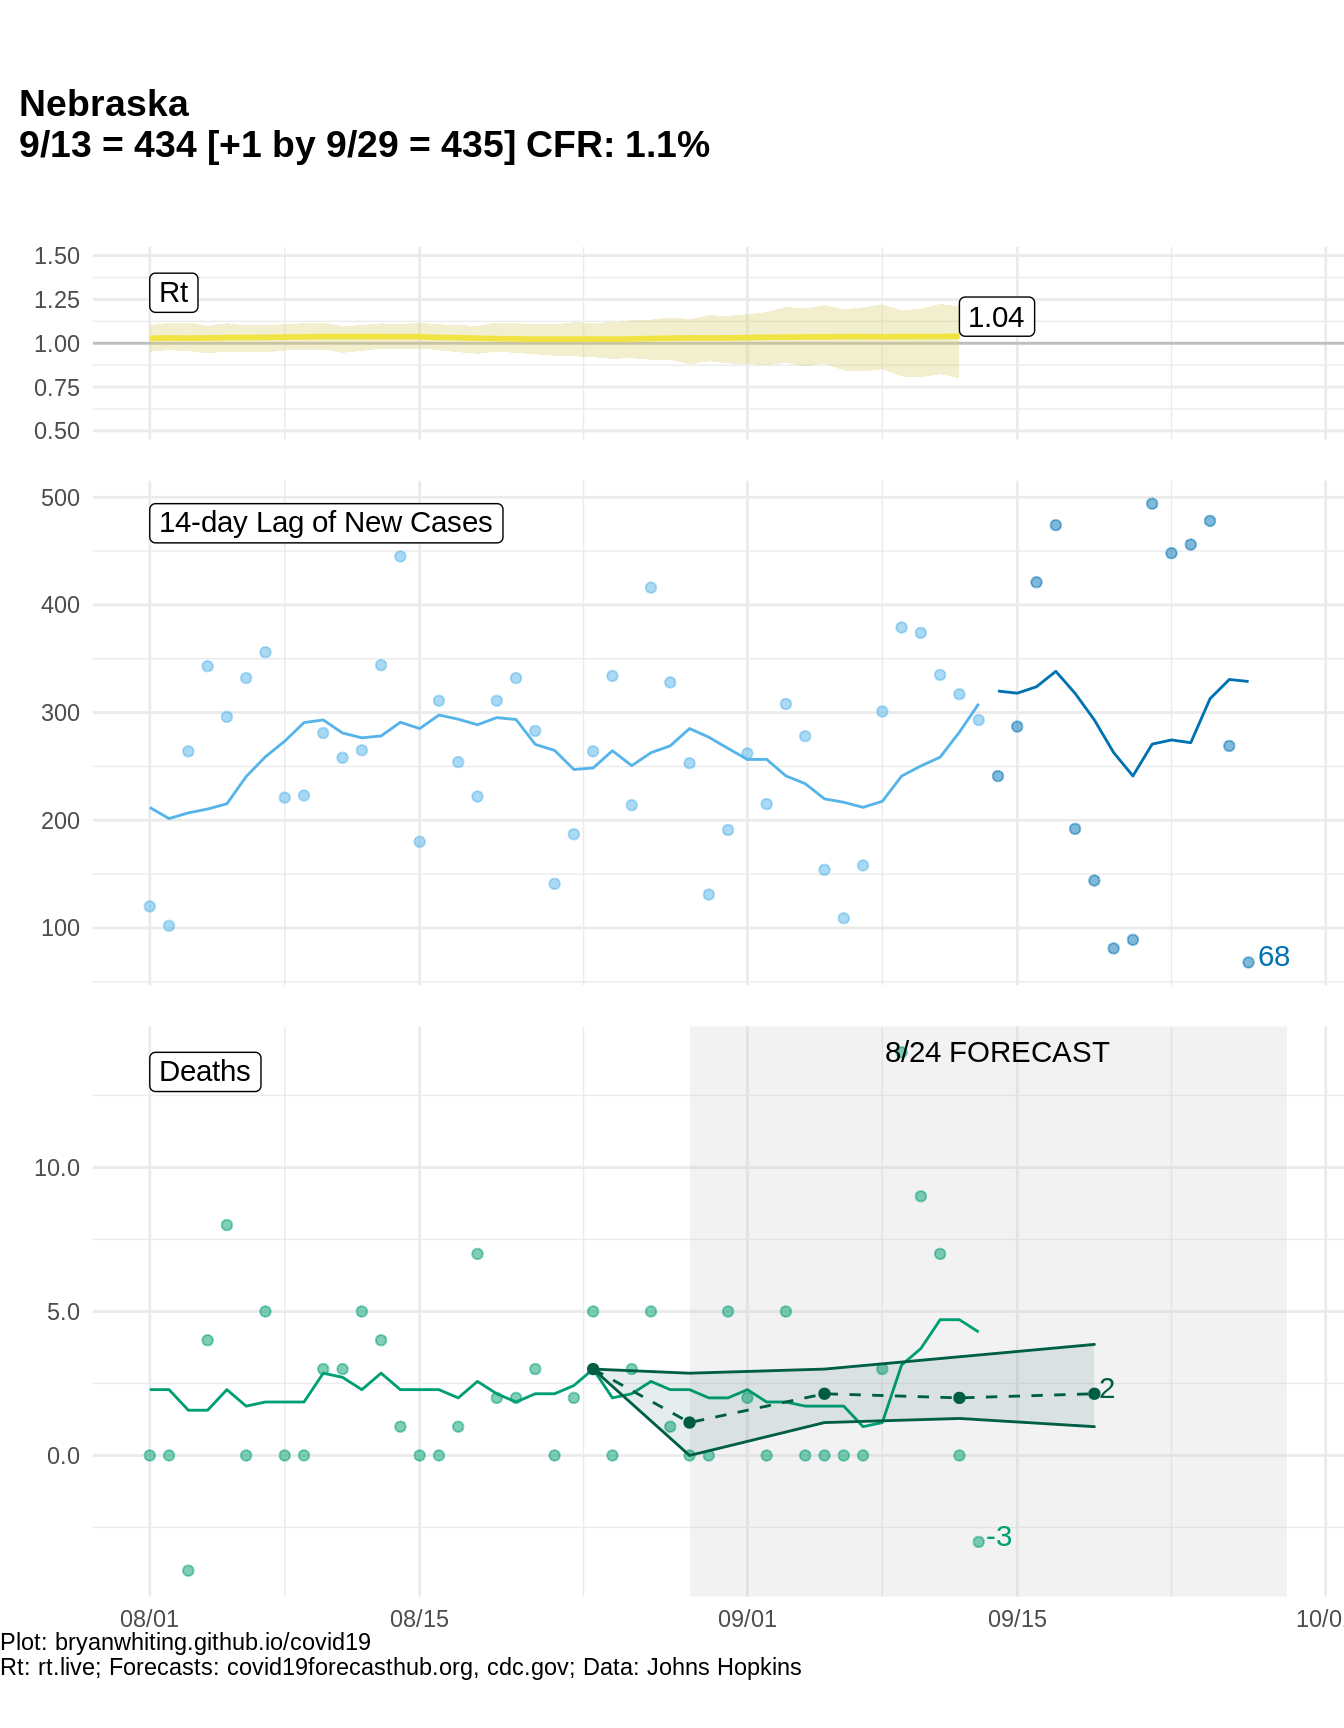 Nebraska
9/13 = 434 [+1 by 9/29 = 435] CFR: 1.1%
1.50
Rt
1.25
1.04
1.00
0.75
0.50
500
14-day Lag of New Cases
400
300
200
100
68
8/24 FORECAST
Deaths
10.0
5.0
2
0.0
-3
08/01 08/15 09/01 09/15 10/0
Plot: bryanwhiting.github.io/covid19
Rt: rt.live; Forecasts: covid19forecasthub.org, cdc.gov; Data: Johns Hopkins